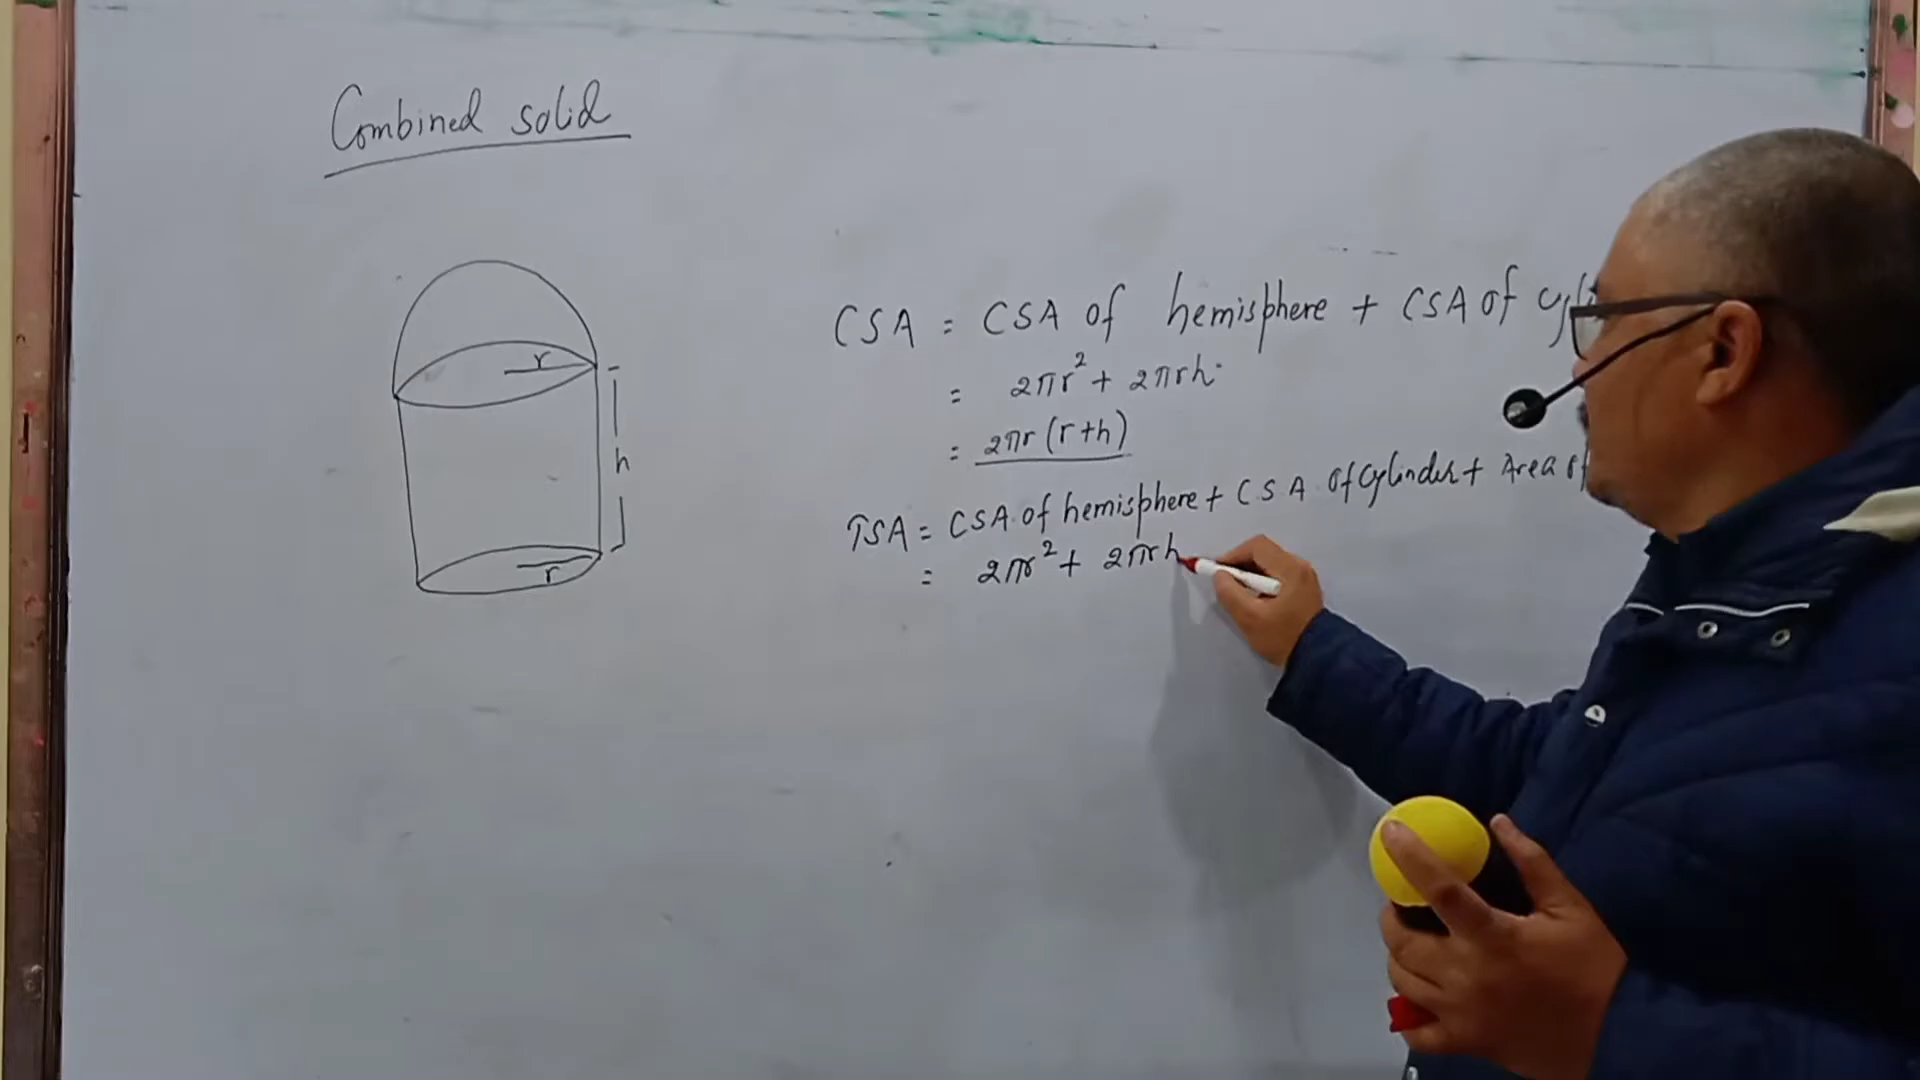 Combined solid
CSA = CSA of hemisphere + CSA of
= 2πr² + 2πrh
= 2πr (r+h)
r
h
TSA = CSA of hemisphere + CSA of cylinder + Area of
= 2πr² + 2πrh
r